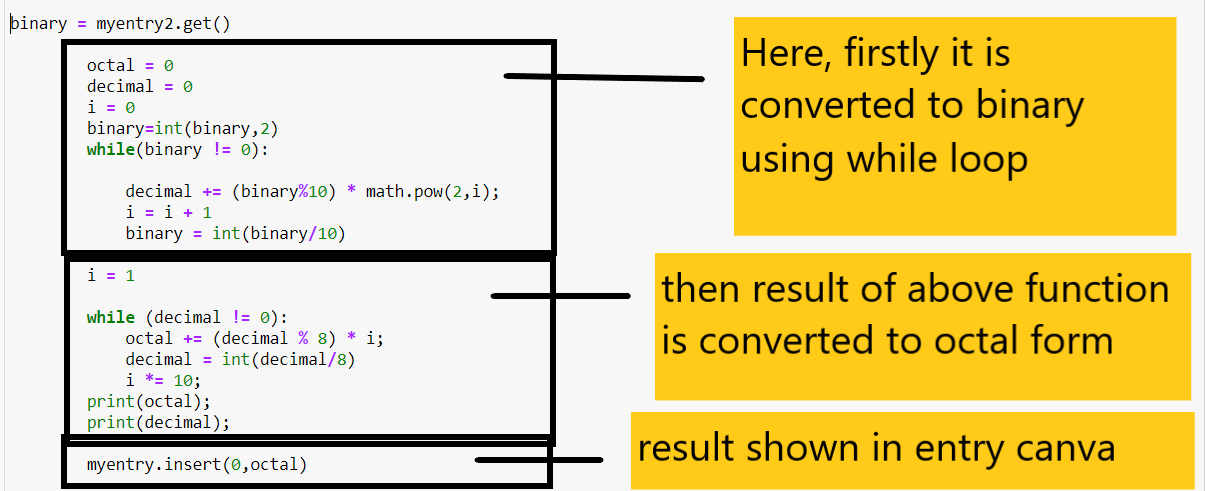 binary = myentry2.get()
octal = 0
decimal = 0
i = 0
binary=int(binary,2)
while(binary != 0):
decimal += (binary%10) * math.pow(2,i);
i = i + 1
binary = int(binary/10)
Here, firstly it is
converted to binary
using while loop
i = 1
while (decimal != 0):
octal += (decimal % 8) * i;
decimal = int(decimal/8)
i *= 10;
print(octal);
print(decimal);
then result of above function
is converted to octal form
myentry.insert(0,octal)
result shown in entry canva